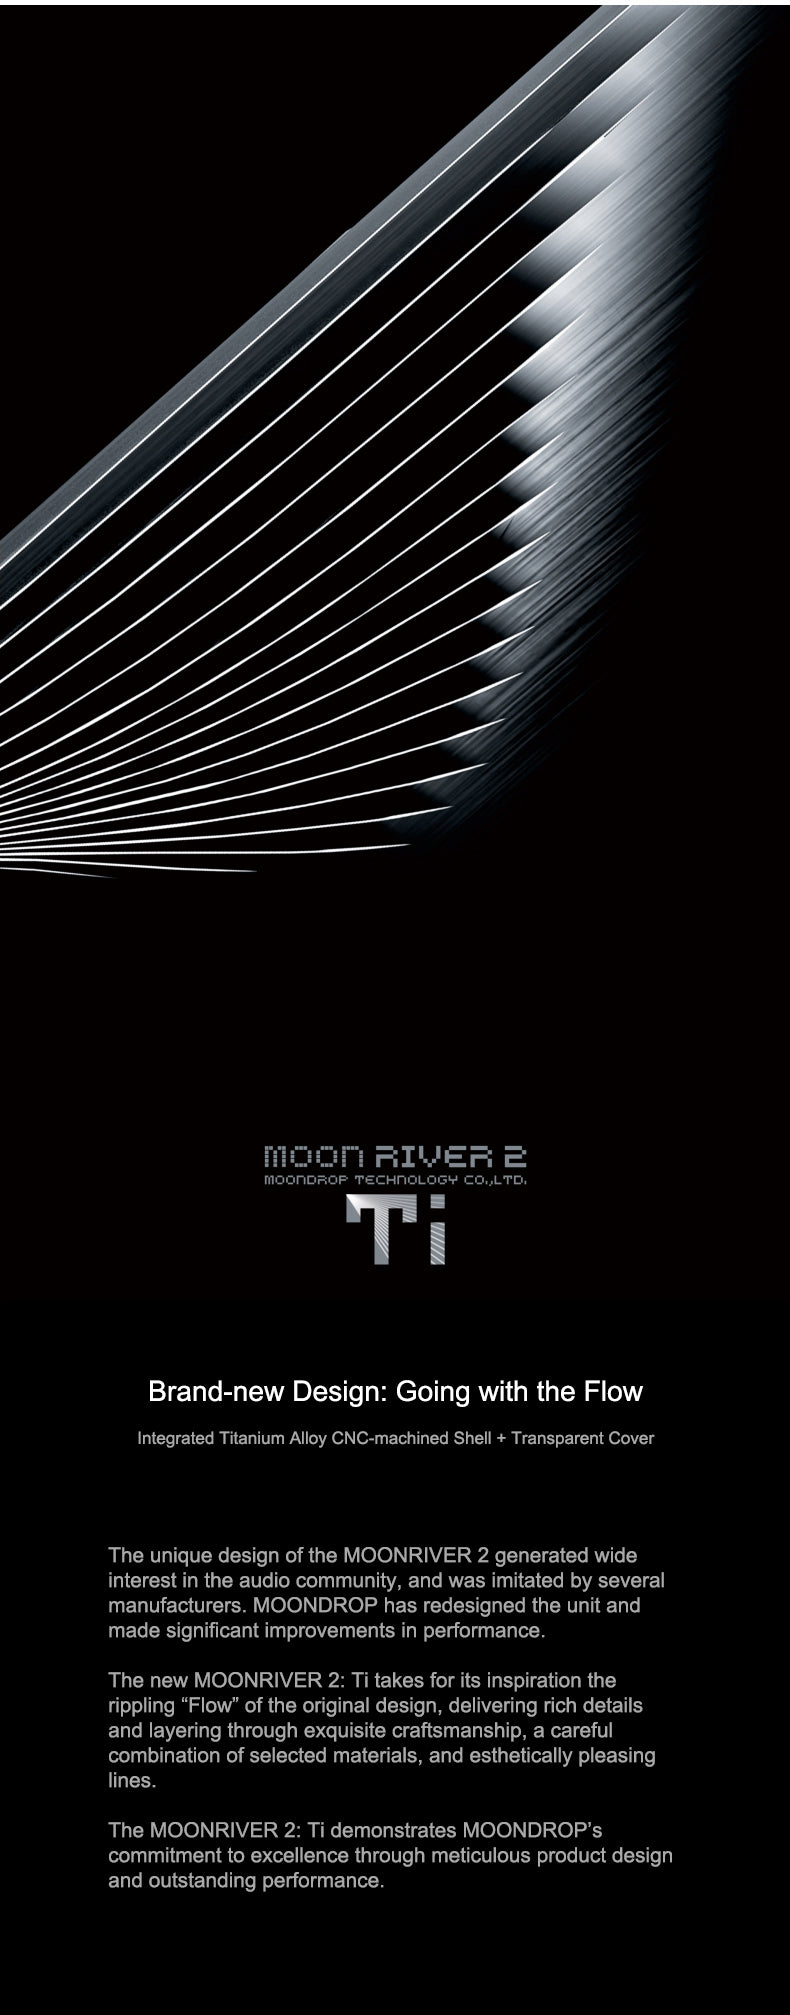 MOON RIVER 2
MOONDROP TECHNOLOGY CO.,LTD.
Ti
Brand-new Design: Going with the Flow
Integrated Titanium Alloy CNC-machined Shell + Transparent Cover
The unique design of the MOONRIVER 2 generated wide
interest in the audio community, and was imitated by several
manufacturers. MOONDROP has redesigned the unit and
made significant improvements in performance.
The new MOONRIVER 2: Ti takes for its inspiration the
rippling “Flow” of the original design, delivering rich details
and layering through exquisite craftsmanship, a careful
combination of selected materials, and esthetically pleasing
lines.
The MOONRIVER 2: Ti demonstrates MOONDROP’s
commitment to excellence through meticulous product design
and outstanding performance.